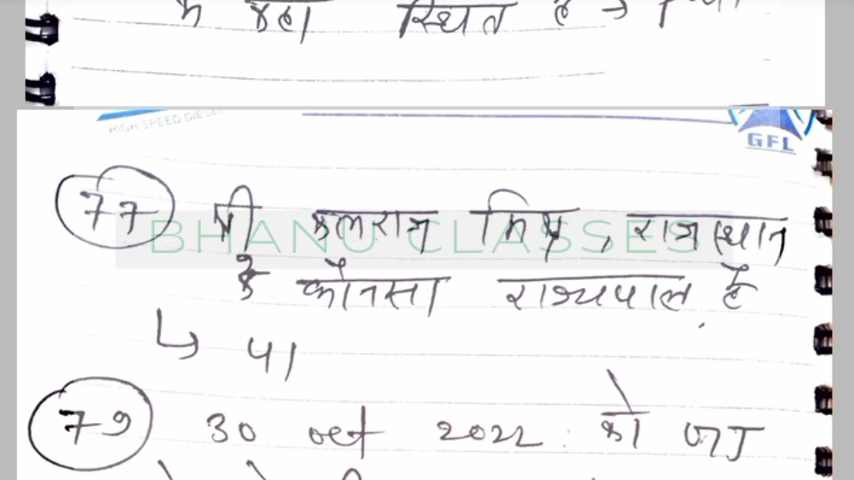 स्थित है →
HIGH SPEED DIESEL
GFL
BHANU CLASSES
77 श्री कलराज मिश्र, राजस्थान
के कौनसा राज्यपाल है
↳ 41
79 30 oct 2022 को